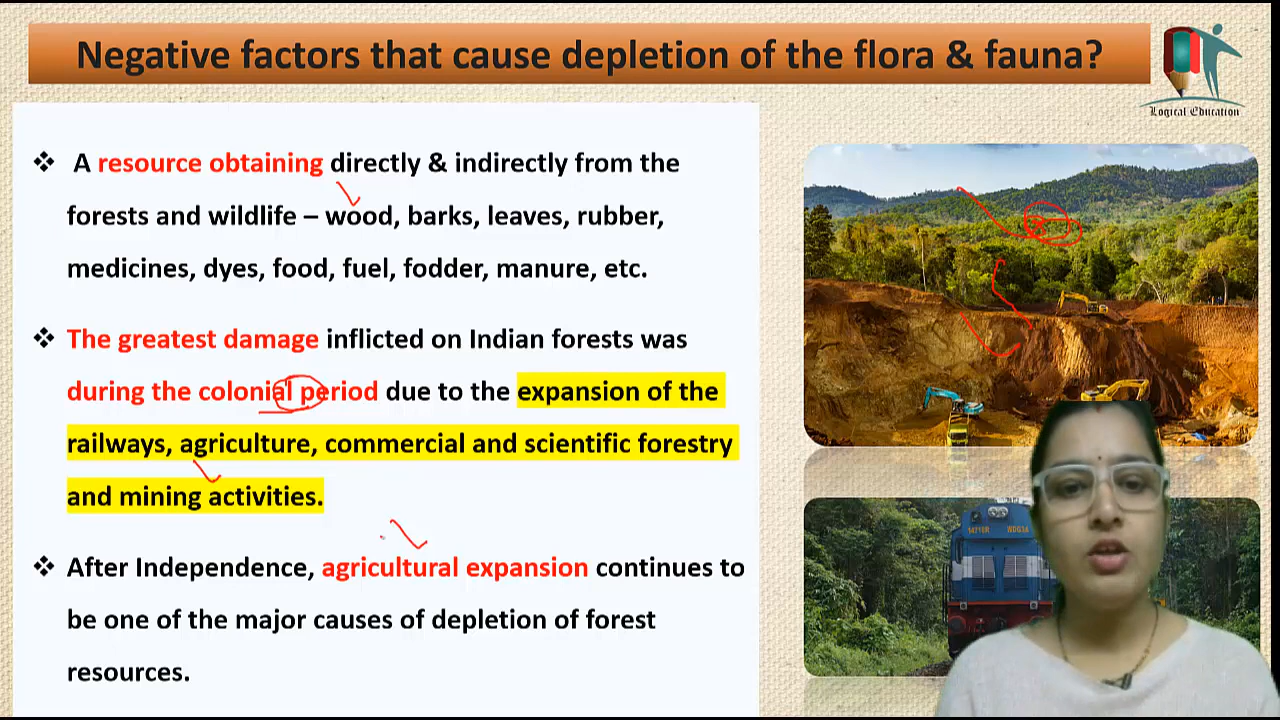 Negative factors that cause depletion of the flora & fauna?
Logical Education
❖ A resource obtaining directly & indirectly from the
forests and wildlife – wood, barks, leaves, rubber,
medicines, dyes, food, fuel, fodder, manure, etc.
❖ The greatest damage inflicted on Indian forests was
during the colonial period due to the expansion of the
railways, agriculture, commercial and scientific forestry
and mining activities.
❖ After Independence, agricultural expansion continues to
be one of the major causes of depletion of forest
resources.
14710R WDG3A